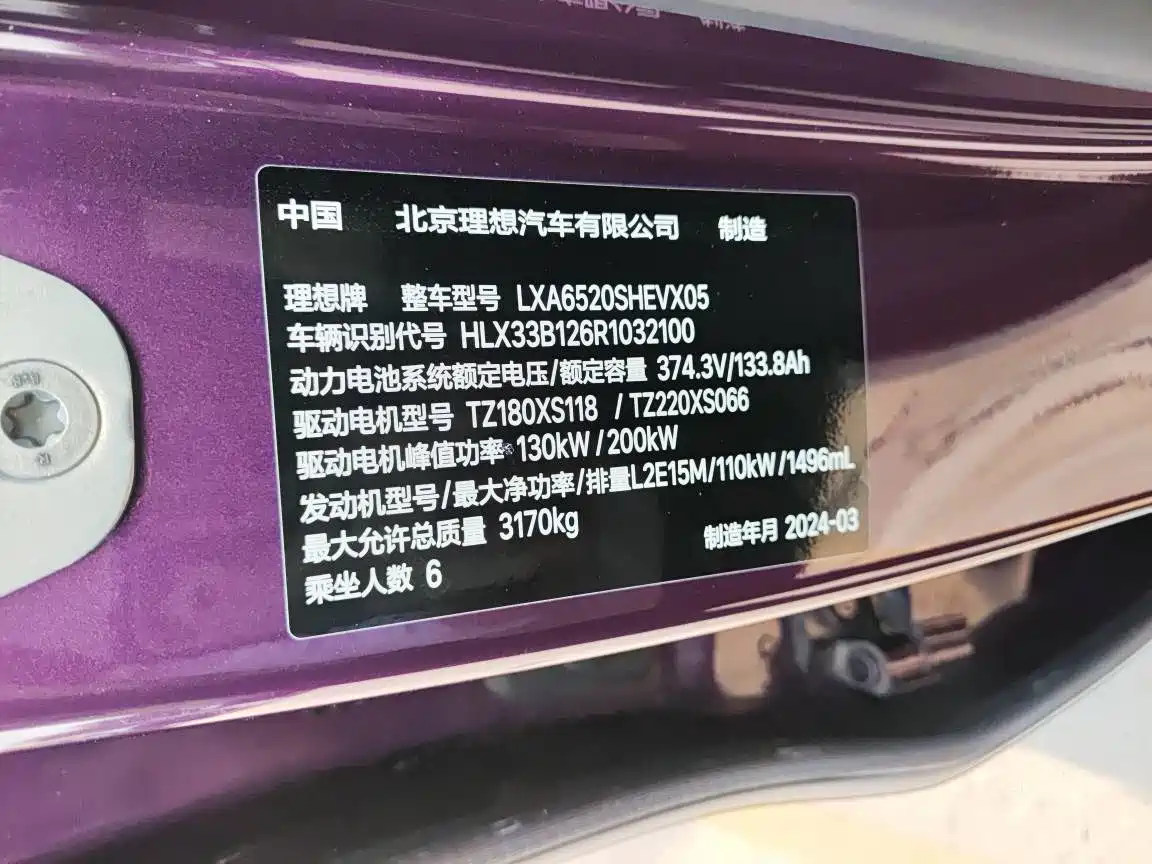 中国 北京理想汽车有限公司 制造
理想牌 整车型号 LXA6520SHEVX05
车辆识别代号 HLX33B126R1032100
动力电池系统额定电压/额定容量 374.3V/133.8Ah
驱动电机型号 TZ180XS118 / TZ220XS066
驱动电机峰值功率 130kW / 200kW
发动机型号/最大净功率/排量L2E15M/110kW/1496mL
最大允许总质量 3170kg
制造年月 2024-03
乘坐人数 6